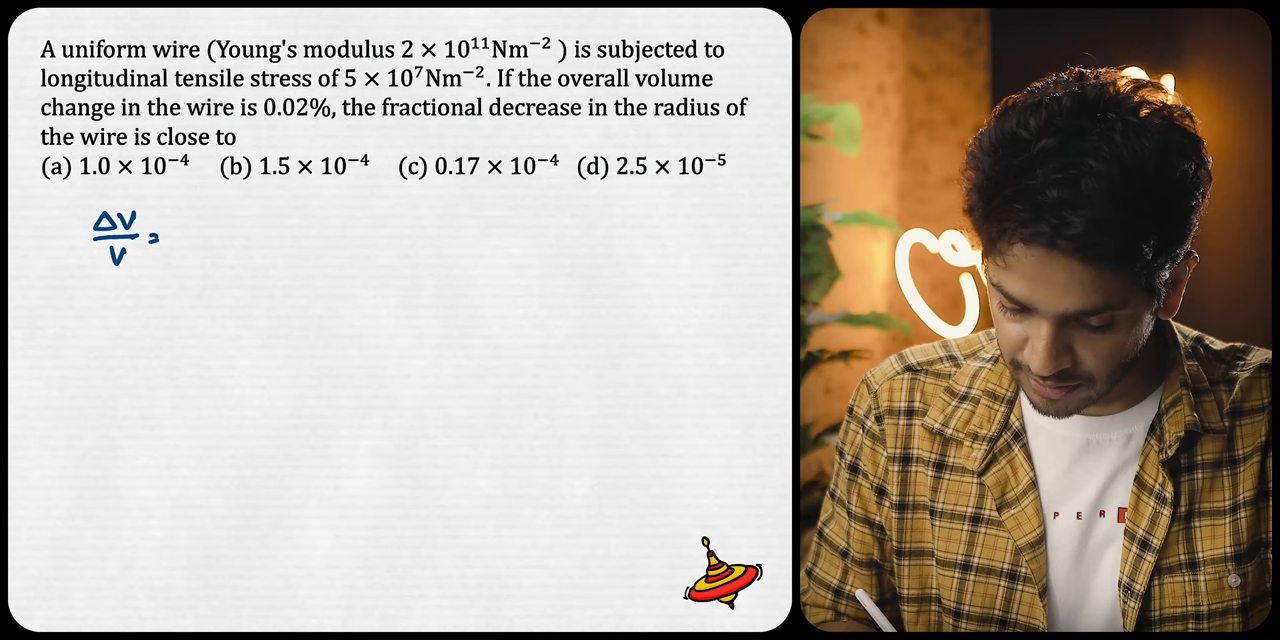 A uniform wire (Young's modulus 2 × 10¹¹Nm⁻² ) is subjected to
longitudinal tensile stress of 5 × 10⁷Nm⁻². If the overall volume
change in the wire is 0.02%, the fractional decrease in the radius of
the wire is close to
(a) 1.0 × 10⁻⁴ (b) 1.5 × 10⁻⁴ (c) 0.17 × 10⁻⁴ (d) 2.5 × 10⁻⁵
ΔV/V =
P E R